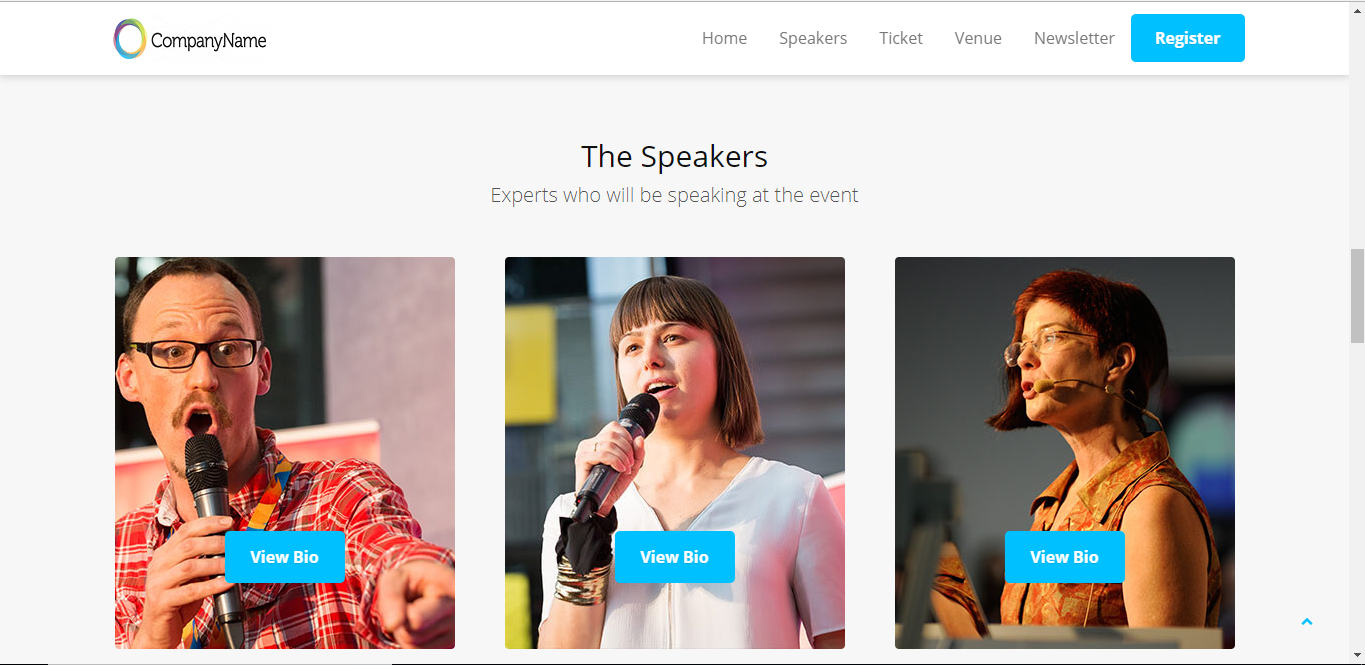 CompanyName
Home Speakers Ticket Venue Newsletter Register
The Speakers
Experts who will be speaking at the event
View Bio View Bio View Bio